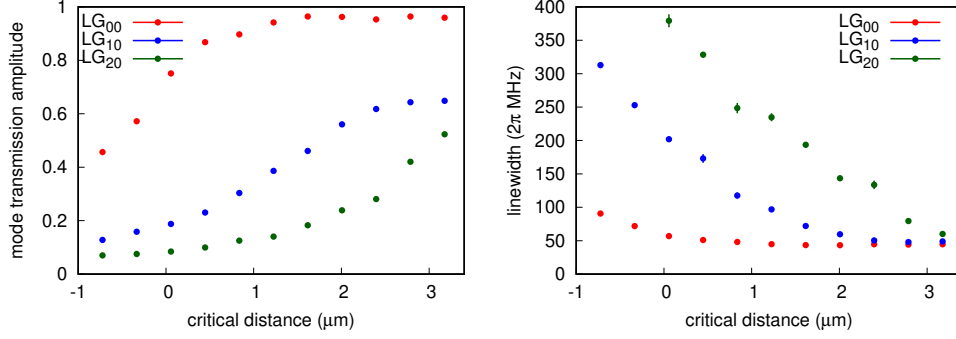 LG00
LG10
LG20
mode transmission amplitude
1
0.8
0.6
0.4
0.2
0
-1 0 1 2 3
critical distance (μm)
LG00
LG10
LG20
linewidth (2π MHz)
400
350
300
250
200
150
100
50
0
-1 0 1 2 3
critical distance (μm)